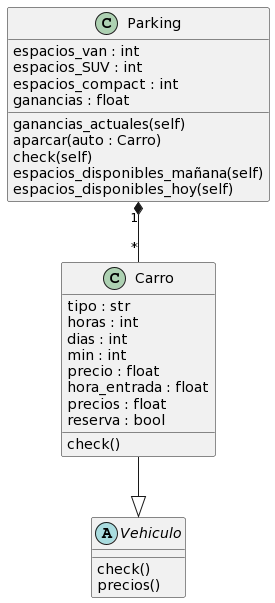 C Parking
espacios_van : int
espacios_SUV : int
espacios_compact : int
ganancias : float
ganancias_actuales(self)
aparcar(auto : Carro)
check(self)
espacios_disponibles_mañana(self)
espacios_disponibles_hoy(self)
1
*
C Carro
tipo : str
horas : int
dias : int
min : int
precio : float
hora_entrada : float
precios : float
reserva : bool
check()
A Vehiculo
check()
precios()